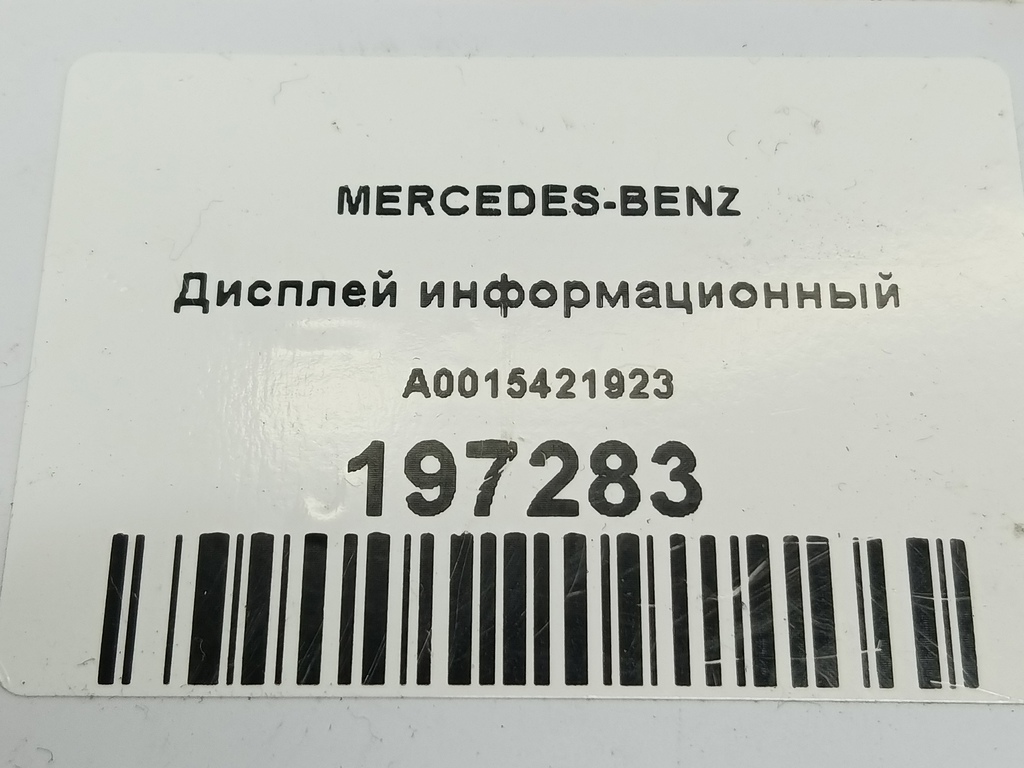 MERCEDES-BENZ
Дисплей информационный
A0015421923
197283